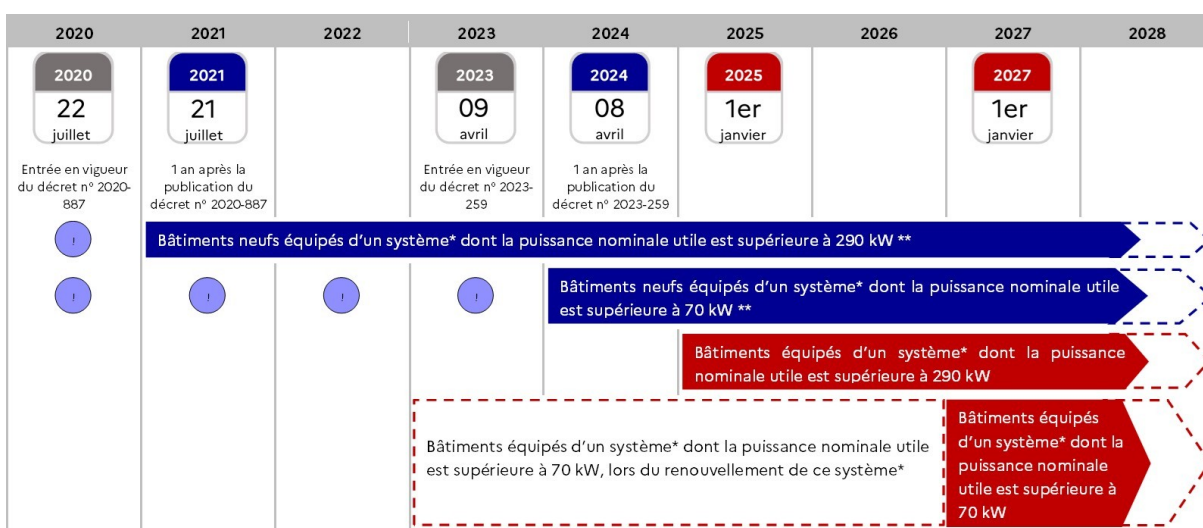 2020 2021 2022 2023 2024 2025 2026 2027 2028
2020
22
juillet
2021
21
juillet
2023
09
avril
2024
08
avril
2025
1er
janvier
2027
1er
janvier
Entrée en vigueur
du décret n° 2020-
887
1 an après la
publication du
décret n° 2020-887
Entrée en vigueur
du décret n° 2023-
259
1 an après la
publication du
décret n° 2023-259
!
Bâtiments neufs équipés d'un système* dont la puissance nominale utile est supérieure à 290 kW **
! ! ! !
Bâtiments neufs équipés d'un système* dont la puissance nominale utile
est supérieure à 70 kW **
Bâtiments équipés d'un système* dont la puissance
nominale utile est supérieure à 290 kW
Bâtiments équipés d'un système* dont la puissance nominale utile
est supérieure à 70 kW, lors du renouvellement de ce système*
Bâtiments équipés
d'un système* dont la
puissance nominale
utile est supérieure à
70 kW